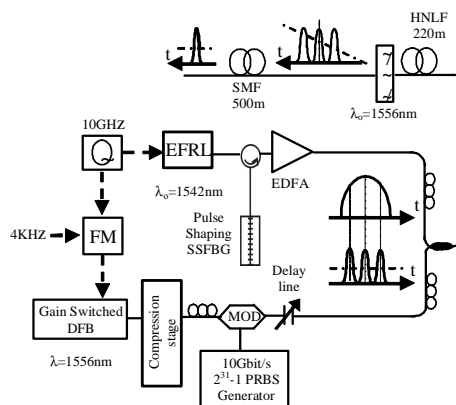 HNLF
220m
t
t
SMF
500m
λo=1556nm
10GHZ
EFRL
EDFA
λo=1542nm
4KHZ
FM
Pulse
Shaping
SSFBG
t
t
Gain Switched
DFB
Compression
stage
MOD
Delay
line
λ=1556nm
10Gbit/s
2³¹-1 PRBS
Generator